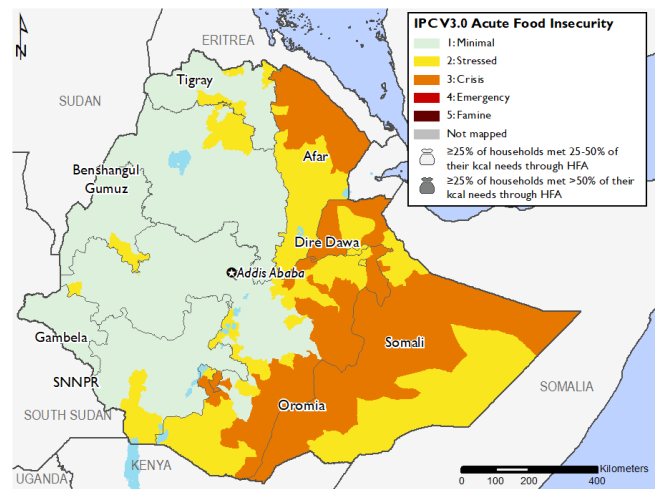 IPC V3.0 Acute Food Insecurity
1: Minimal
2: Stressed
3: Crisis
4: Emergency
5: Famine
Not mapped
≥25% of households met 25-50% of
their kcal needs through HFA
≥25% of households met >50% of their
kcal needs through HFA
N
ERITREA
Tigray
SUDAN
Afar
Benshangul
Gumuz
Dire Dawa
Addis Ababa
Gambela
Somali
SNNPR
SOMALIA
Oromia
SOUTH SUDAN
KENYA
UGANDA
Kilometers
0 100 200 400